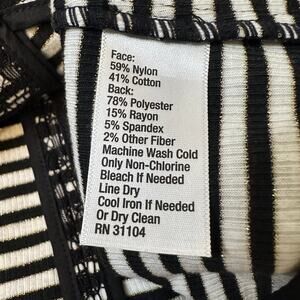 Face:
59% Nylon
41% Cotton
Back:
78% Polyester
15% Rayon
5% Spandex
2% Other Fiber
Machine Wash Cold
Only Non-Chlorine
Bleach If Needed
Line Dry
Cool Iron If Needed
Or Dry Clean
RN 31104